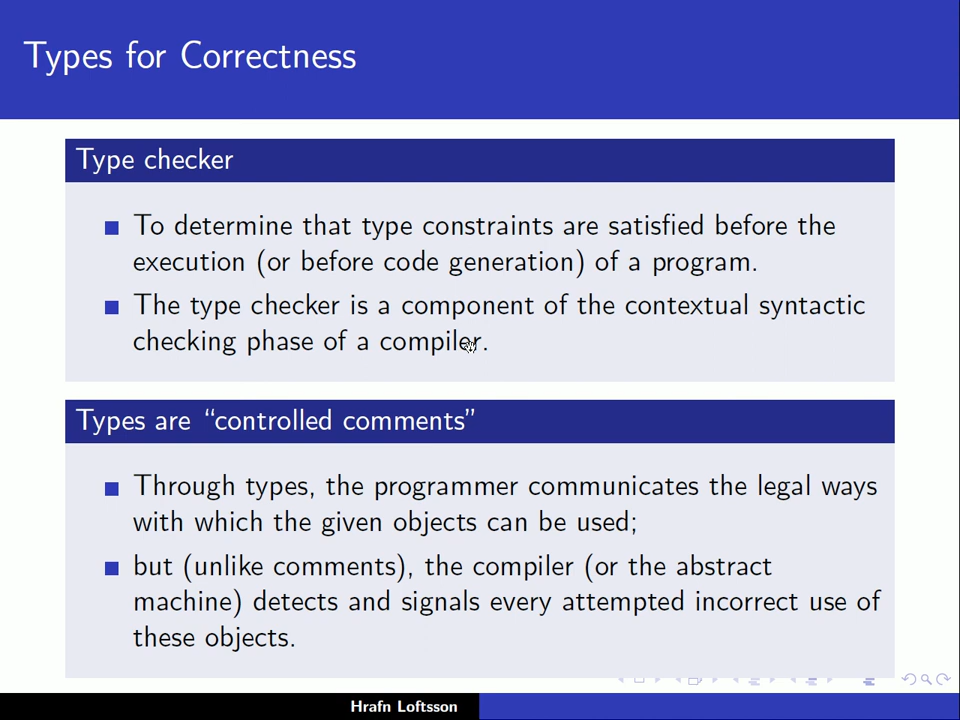 Types for Correctness
Type checker
To determine that type constraints are satisfied before the
execution (or before code generation) of a program.
The type checker is a component of the contextual syntactic
checking phase of a compiler.
Types are “controlled comments”
Through types, the programmer communicates the legal ways
with which the given objects can be used;
but (unlike comments), the compiler (or the abstract
machine) detects and signals every attempted incorrect use of
these objects.
Hrafn Loftsson